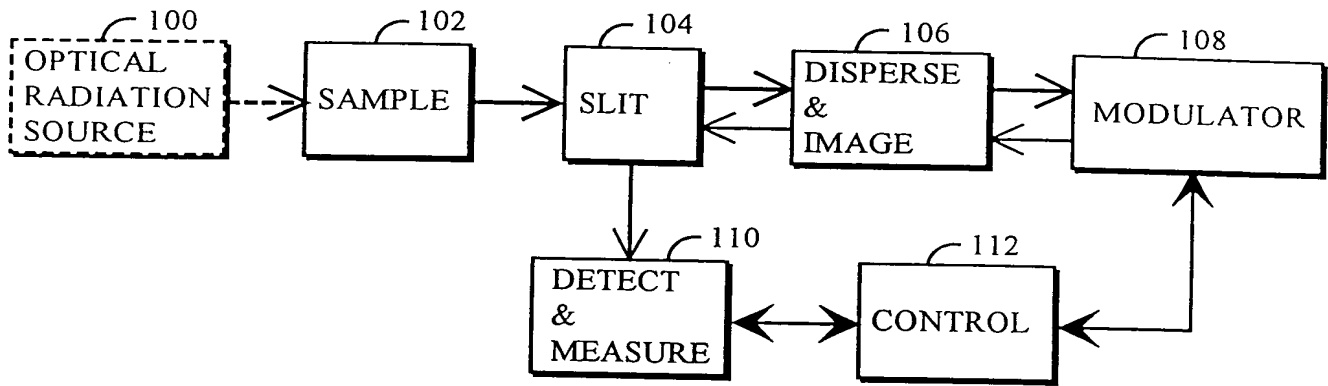 100
OPTICAL
RADIATION
SOURCE
102
SAMPLE
104
SLIT
106
DISPERSE
&
IMAGE
108
MODULATOR
110
DETECT
&
MEASURE
112
CONTROL